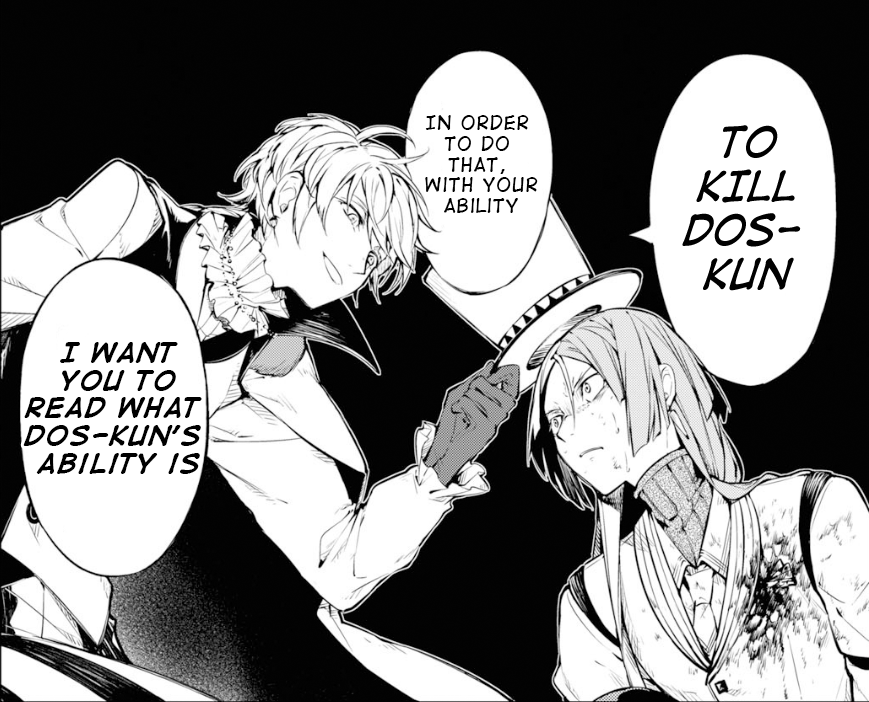 TO
KILL
DOS-
KUN
IN ORDER
TO DO
THAT,
WITH YOUR
ABILITY
I WANT
YOU TO
READ WHAT
DOS-KUN'S
ABILITY IS